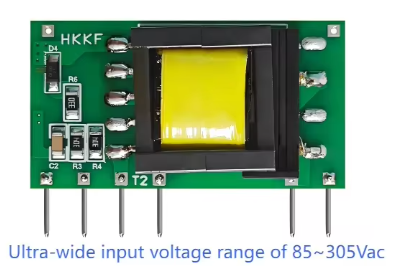 HKKF
D4
R6
C2
R3
R4
T2
Ultra-wide input voltage range of 85~305Vac